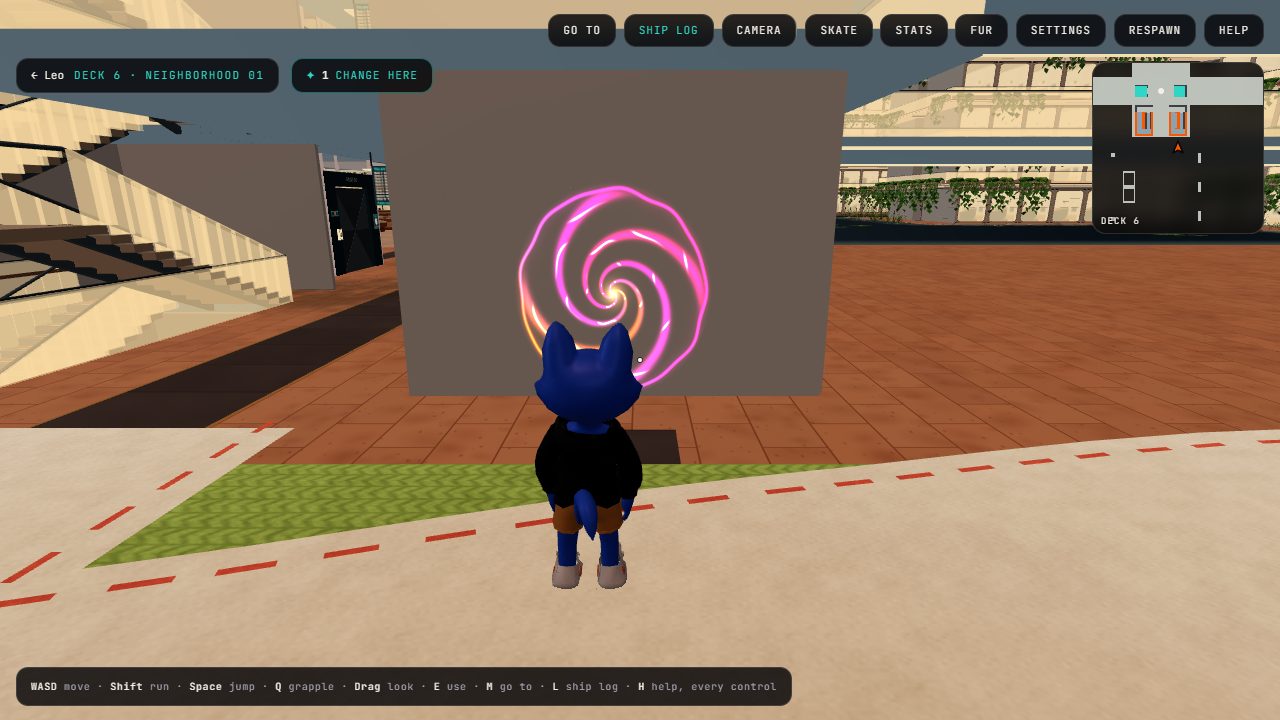 GO TO
SHIP LOG
CAMERA
SKATE
STATS
FUR
SETTINGS
RESPAWN
HELP
← Leo DECK 6 · NEIGHBORHOOD 01
✦ 1 CHANGE HERE
DECK 6
WASD move · Shift run · Space jump · Q grapple · Drag look · E use · M go to · L ship log · H help, every control